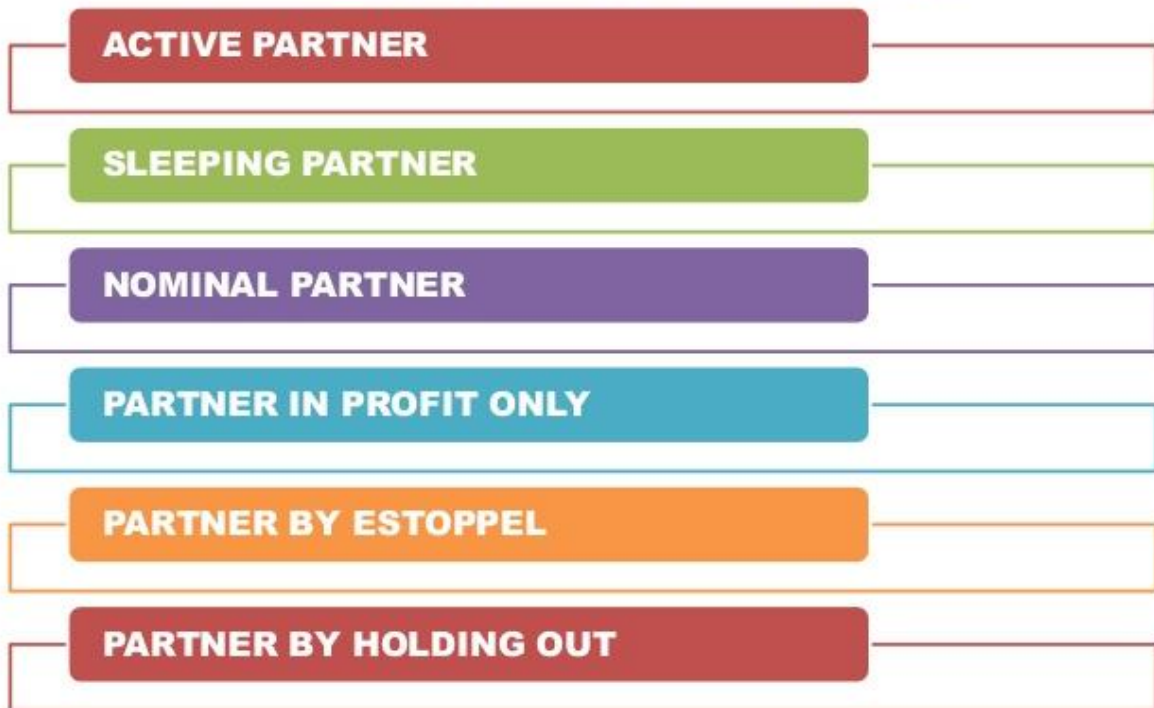 ACTIVE PARTNER
SLEEPING PARTNER
NOMINAL PARTNER
PARTNER IN PROFIT ONLY
PARTNER BY ESTOPPEL
PARTNER BY HOLDING OUT